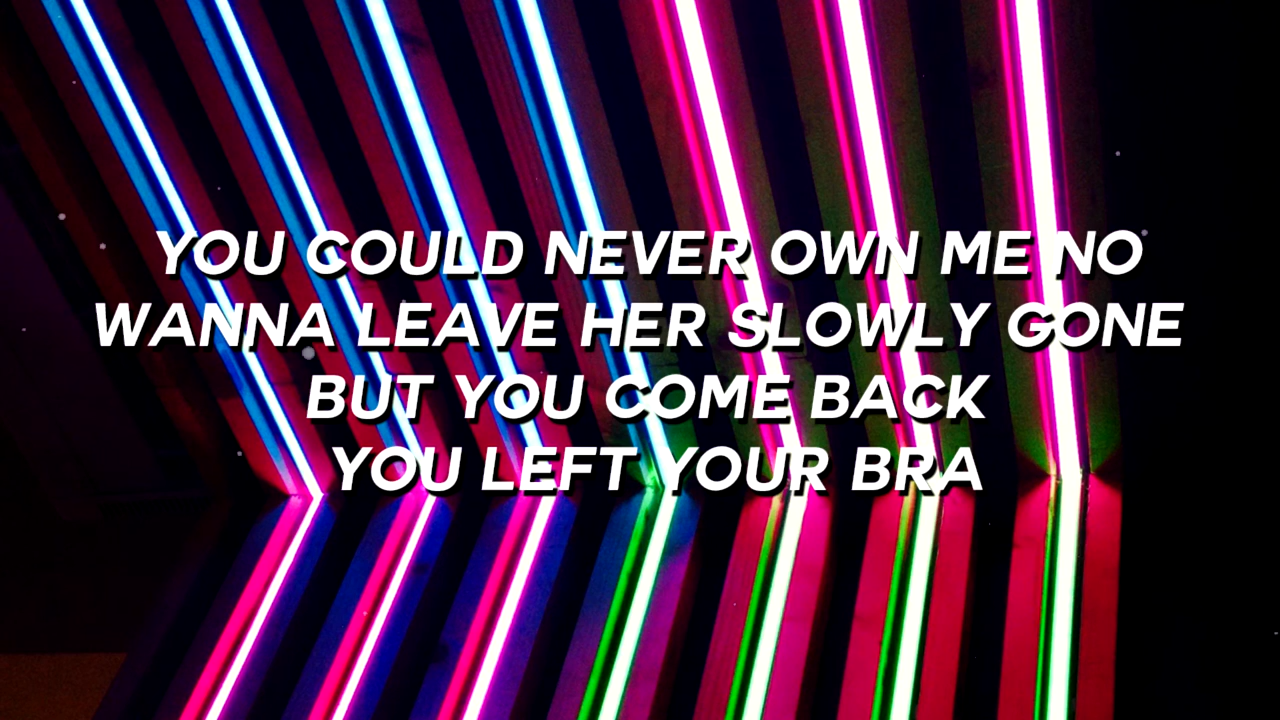 YOU COULD NEVER OWN ME NO
WANNA LEAVE HER SLOWLY GONE
BUT YOU COME BACK
YOU LEFT YOUR BRA